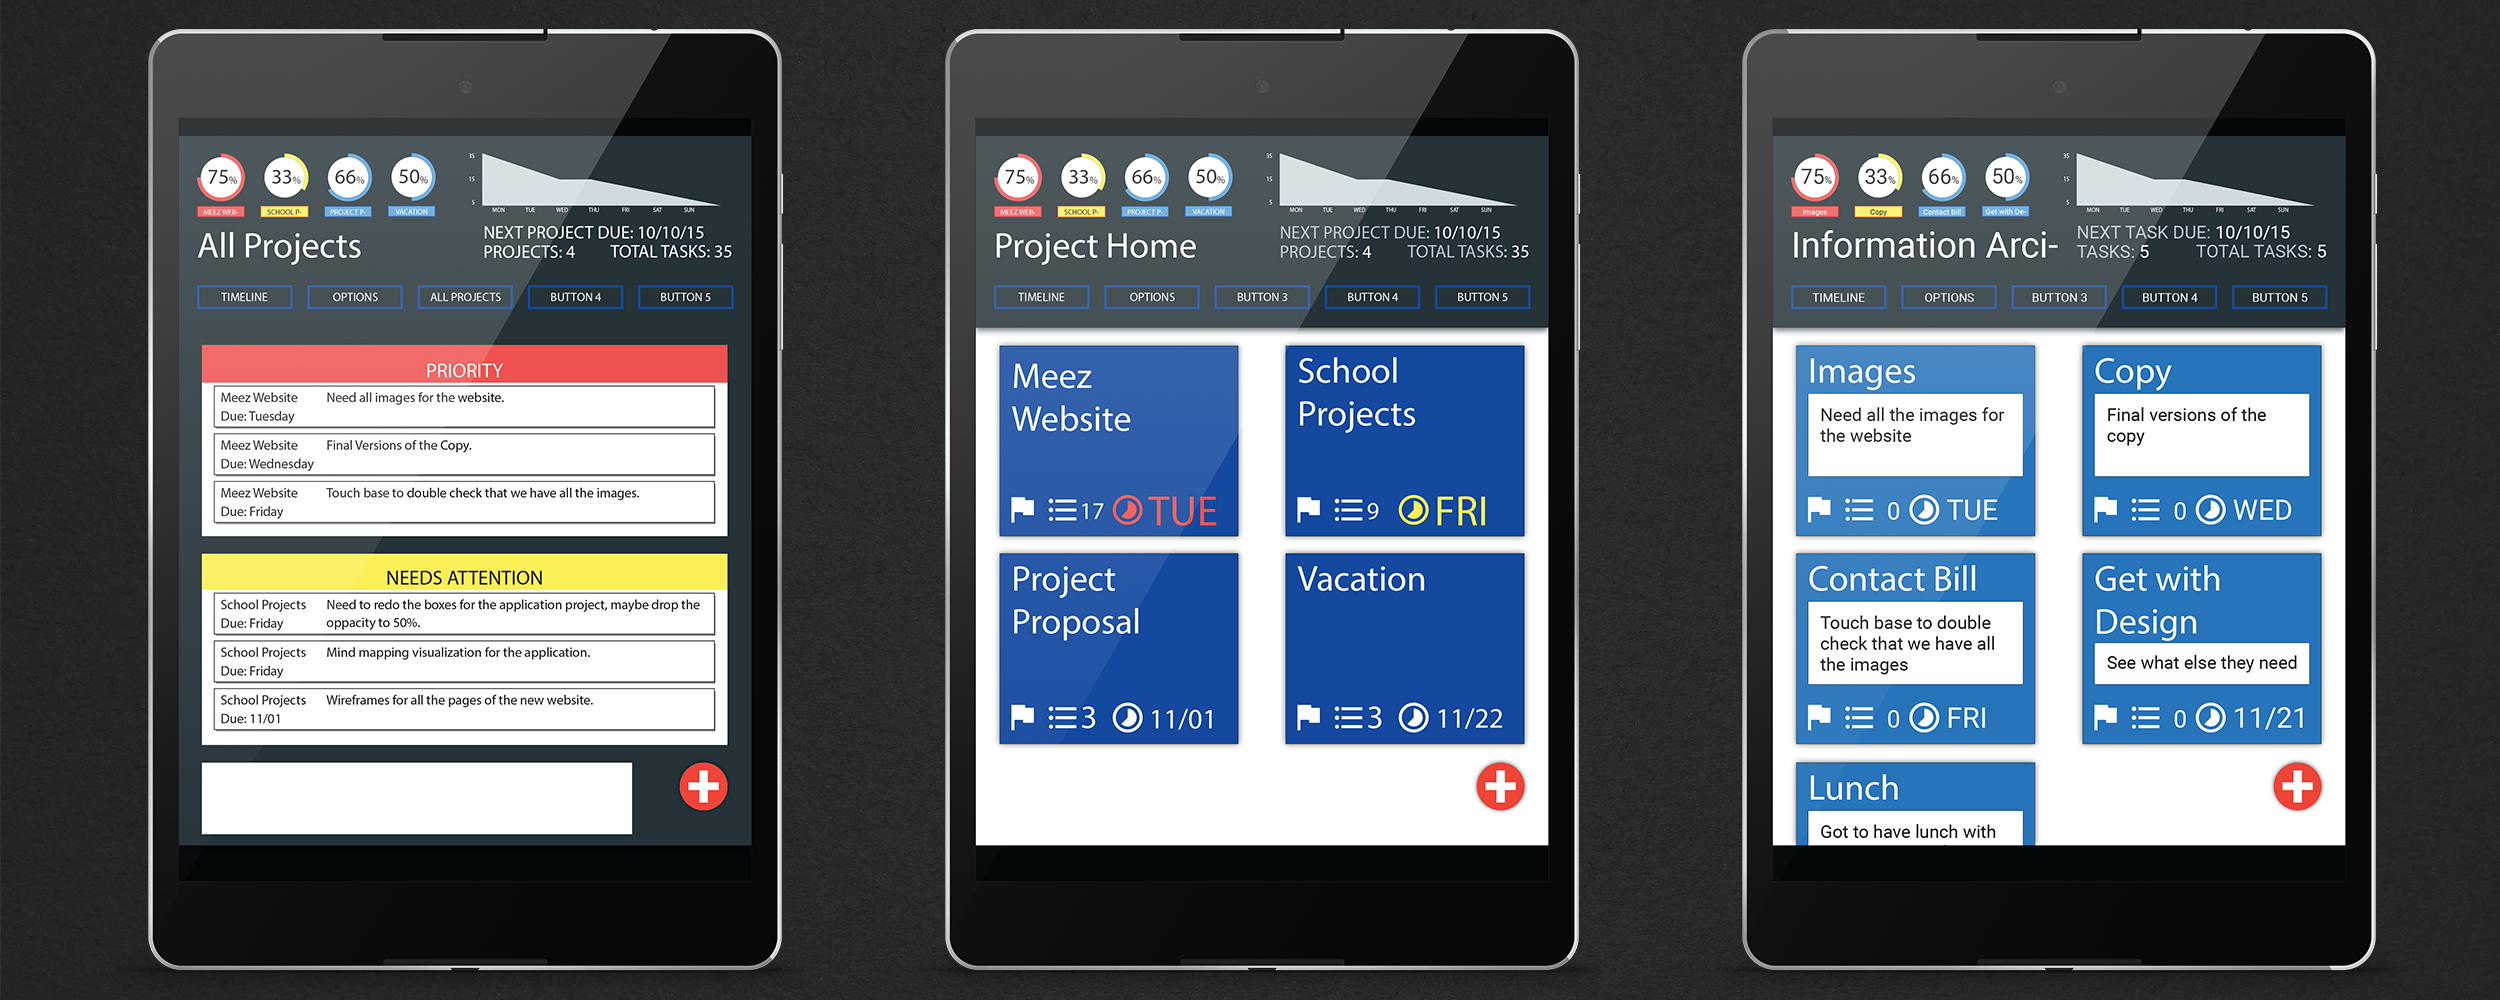 75% 33% 66% 50%
MEEZ WEB- SCHOOL P- PROJECT P- VACATION
35
15
5
MON TUE WED THU FRI SAT SUN
All Projects
NEXT PROJECT DUE: 10/10/15
PROJECTS: 4 TOTAL TASKS: 35
TIMELINE OPTIONS ALL PROJECTS BUTTON 4 BUTTON 5
PRIORITY
Meez Website Need all images for the website.
Due: Tuesday
Meez Website Final Versions of the Copy.
Due: Wednesday
Meez Website Touch base to double check that we have all the images.
Due: Friday
NEEDS ATTENTION
School Projects Need to redo the boxes for the application project, maybe drop the
Due: Friday oppacity to 50%.
School Projects Mind mapping visualization for the application.
Due: Friday
School Projects Wireframes for all the pages of the new website.
Due: 11/01
75% 33% 66% 50%
MEEZ WEB- SCHOOL P- PROJECT P- VACATION
35
15
5
MON TUE WED THU FRI SAT SUN
Project Home
NEXT PROJECT DUE: 10/10/15
PROJECTS: 4 TOTAL TASKS: 35
TIMELINE OPTIONS BUTTON 3 BUTTON 4 BUTTON 5
Meez
Website
17 TUE
School
Projects
9 FRI
Project
Proposal
3 11/01
Vacation
3 11/22
75% 33% 66% 50%
Images Copy Contact Bill Get with De-
35
15
5
MON TUE WED THU FRI SAT SUN
Information Arci-
NEXT TASK DUE: 10/10/15
TASKS: 5 TOTAL TASKS: 5
TIMELINE OPTIONS BUTTON 3 BUTTON 4 BUTTON 5
Images
Need all the images for
the website
0 TUE
Copy
Final versions of the
copy
0 WED
Contact Bill
Touch base to double
check that we have all
the images
0 FRI
Get with
Design
See what else they need
0 11/21
Lunch
Got to have lunch with